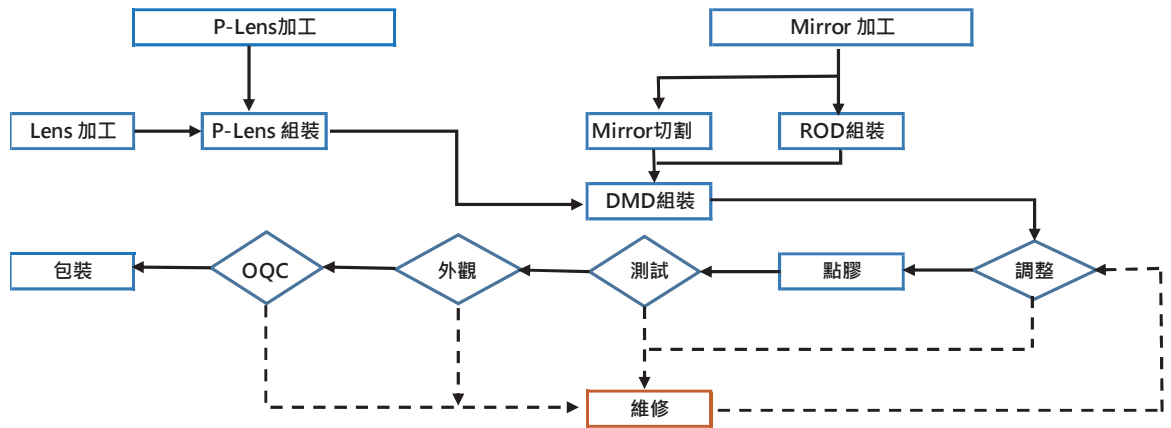 P-Lens加工
Mirror 加工
Lens 加工
P-Lens 組裝
Mirror切割
ROD組裝
DMD組裝
包裝
OQC
外觀
測試
點膠
調整
維修